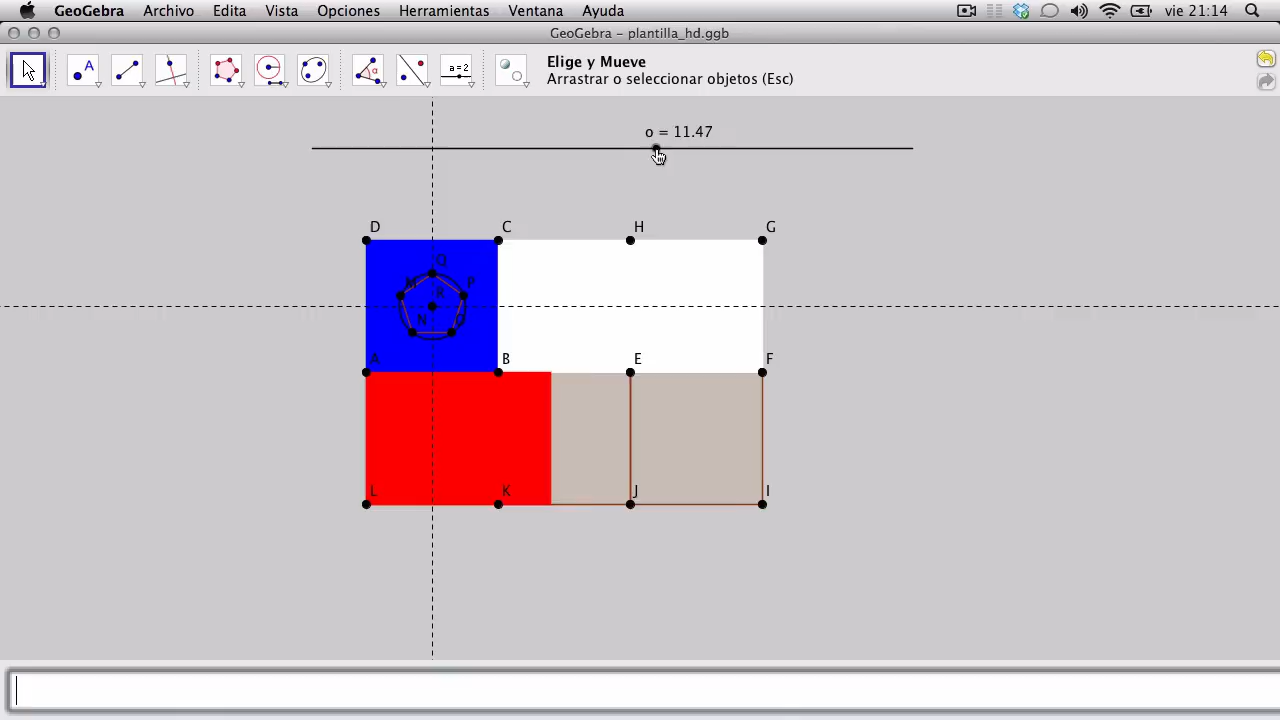 GeoGebra Archivo Edita Vista Opciones Herramientas Ventana Ayuda vie 21:14
GeoGebra - plantilla_hd.ggb
A
α
a = 2
Elige y Mueve
Arrastrar o seleccionar objetos (Esc)
o = 11.47
D C H G
Q
M P
R
N O
A B E F
L K J I